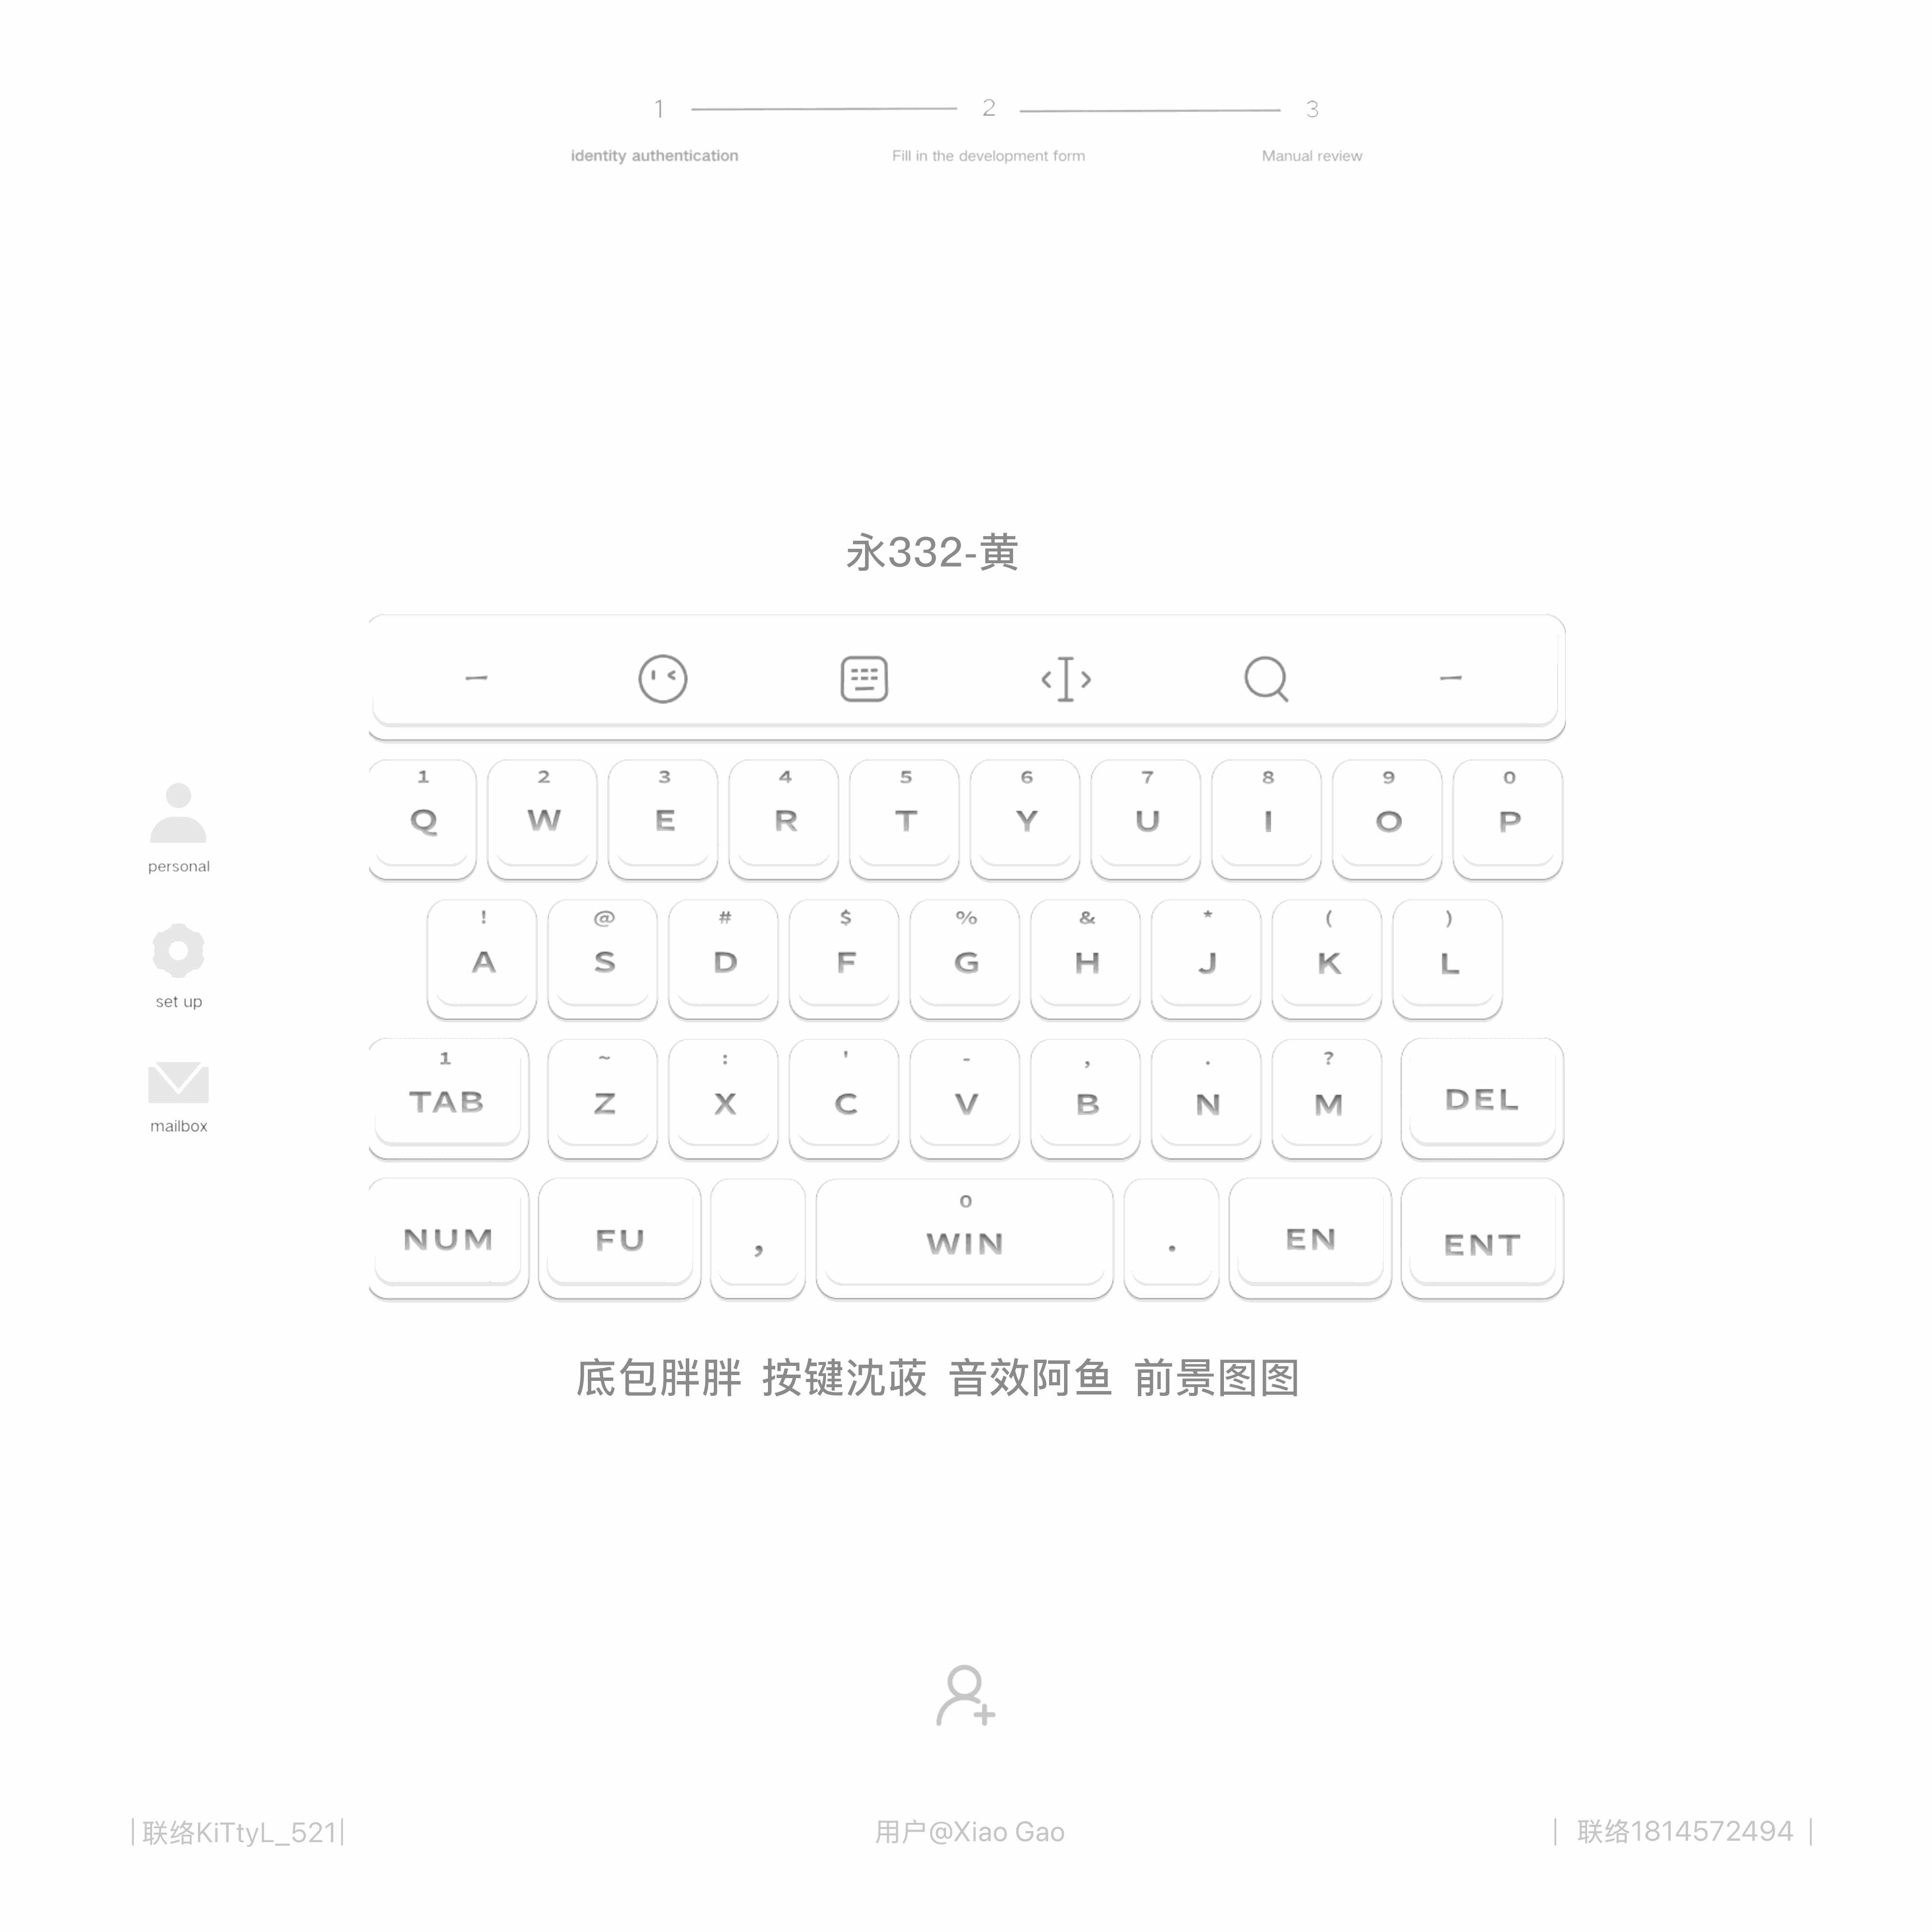 1 2 3
identity authentication Fill in the development form Manual review
永332-黄
1 2 3 4 5 6 7 8 9 0
Q W E R T Y U I O P
! @ # $ % & * ( )
A S D F G H J K L
1 ~ : ' - , . ?
TAB Z X C V B N M DEL
0
NUM FU , WIN . EN ENT
personal
set up
mailbox
底包胖胖 按键沈莜 音效阿鱼 前景图图
|联络KiTtyL_521| 用户@Xiao Gao | 联络1814572494 |